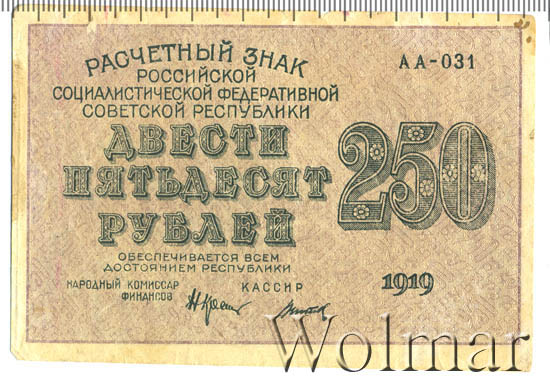 РАСЧЕТНЫЙ ЗНАК
РОССИЙСКОЙ
СОЦИАЛИСТИЧЕСКОЙ ФЕДЕРАТИВНОЙ
СОВЕТСКОЙ РЕСПУБЛИКИ
АА-031
ДВЕСТИ
ПЯТЬДЕСЯТ
РУБЛЕЙ
250
ОБЕСПЕЧИВАЕТСЯ ВСЕМ
ДОСТОЯНИЕМ РЕСПУБЛИКИ
НАРОДНЫЙ КОМИССАР
ФИНАНСОВ
КАССИР
1919
Wolmar